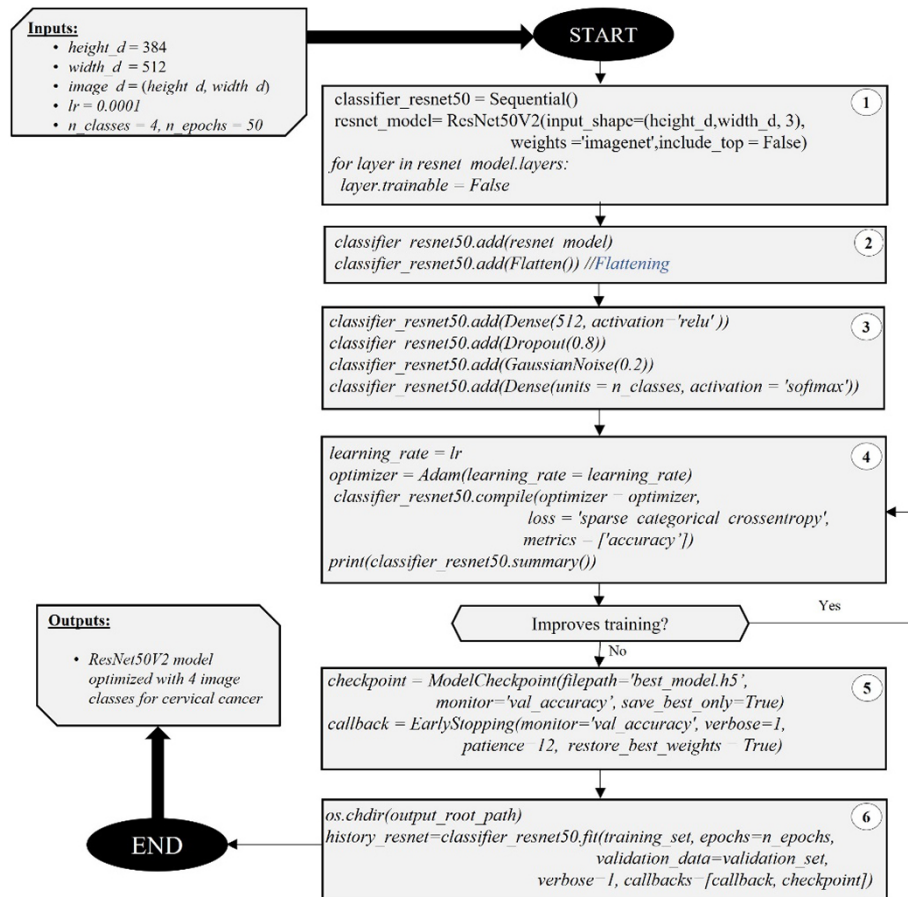 Inputs:
• height_d = 384
• width_d = 512
• image_d = (height_d, width_d)
• lr = 0.0001
• n_classes = 4, n_epochs = 50
START
1
classifier_resnet50 = Sequential()
resnet_model= ResNet50V2(input_shape=(height_d,width_d, 3),
weights ='imagenet',include_top = False)
for layer in resnet_model.layers:
layer.trainable = False
2
classifier_resnet50.add(resnet_model)
classifier_resnet50.add(Flatten()) //Flattening
3
classifier_resnet50.add(Dense(512, activation='relu' ))
classifier_resnet50.add(Dropout(0.8))
classifier_resnet50.add(GaussianNoise(0.2))
classifier_resnet50.add(Dense(units = n_classes, activation = 'softmax'))
4
learning_rate = lr
optimizer = Adam(learning_rate = learning_rate)
classifier_resnet50.compile(optimizer = optimizer,
loss = 'sparse_categorical_crossentropy',
metrics = ['accuracy'])
print(classifier_resnet50.summary())
Improves training?
Yes
No
5
checkpoint = ModelCheckpoint(filepath='best_model.h5',
monitor='val_accuracy', save_best_only=True)
callback = EarlyStopping(monitor='val_accuracy', verbose=1,
patience=12, restore_best_weights = True)
6
os.chdir(output_root_path)
history_resnet=classifier_resnet50.fit(training_set, epochs=n_epochs,
validation_data=validation_set,
verbose=1, callbacks=[callback, checkpoint])
END
Outputs:
• ResNet50V2 model
optimized with 4 image
classes for cervical cancer